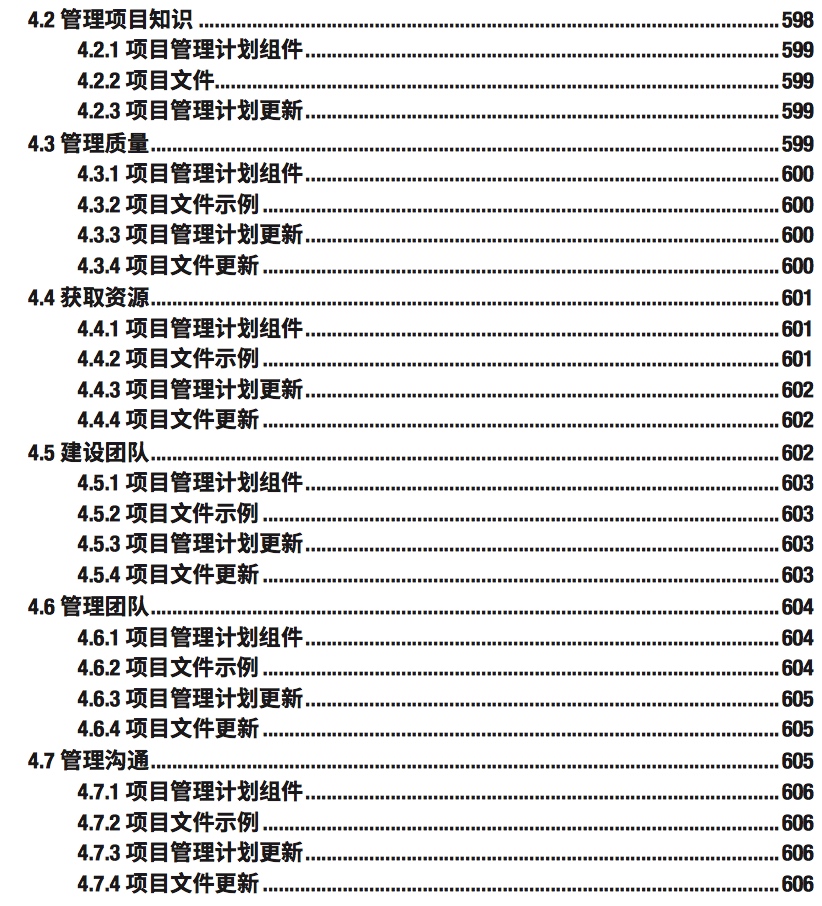 4.2 管理项目知识 ........................................ 598
4.2.1 项目管理计划组件 ........................................ 599
4.2.2 项目文件 ........................................ 599
4.2.3 项目管理计划更新 ........................................ 599
4.3 管理质量 ........................................ 599
4.3.1 项目管理计划组件 ........................................ 600
4.3.2 项目文件示例 ........................................ 600
4.3.3 项目管理计划更新 ........................................ 600
4.3.4 项目文件更新 ........................................ 600
4.4 获取资源 ........................................ 601
4.4.1 项目管理计划组件 ........................................ 601
4.4.2 项目文件示例 ........................................ 601
4.4.3 项目管理计划更新 ........................................ 602
4.4.4 项目文件更新 ........................................ 602
4.5 建设团队 ........................................ 602
4.5.1 项目管理计划组件 ........................................ 603
4.5.2 项目文件示例 ........................................ 603
4.5.3 项目管理计划更新 ........................................ 603
4.5.4 项目文件更新 ........................................ 603
4.6 管理团队 ........................................ 604
4.6.1 项目管理计划组件 ........................................ 604
4.6.2 项目文件示例 ........................................ 604
4.6.3 项目管理计划更新 ........................................ 605
4.6.4 项目文件更新 ........................................ 605
4.7 管理沟通 ........................................ 605
4.7.1 项目管理计划组件 ........................................ 606
4.7.2 项目文件示例 ........................................ 606
4.7.3 项目管理计划更新 ........................................ 606
4.7.4 项目文件更新 ........................................ 606